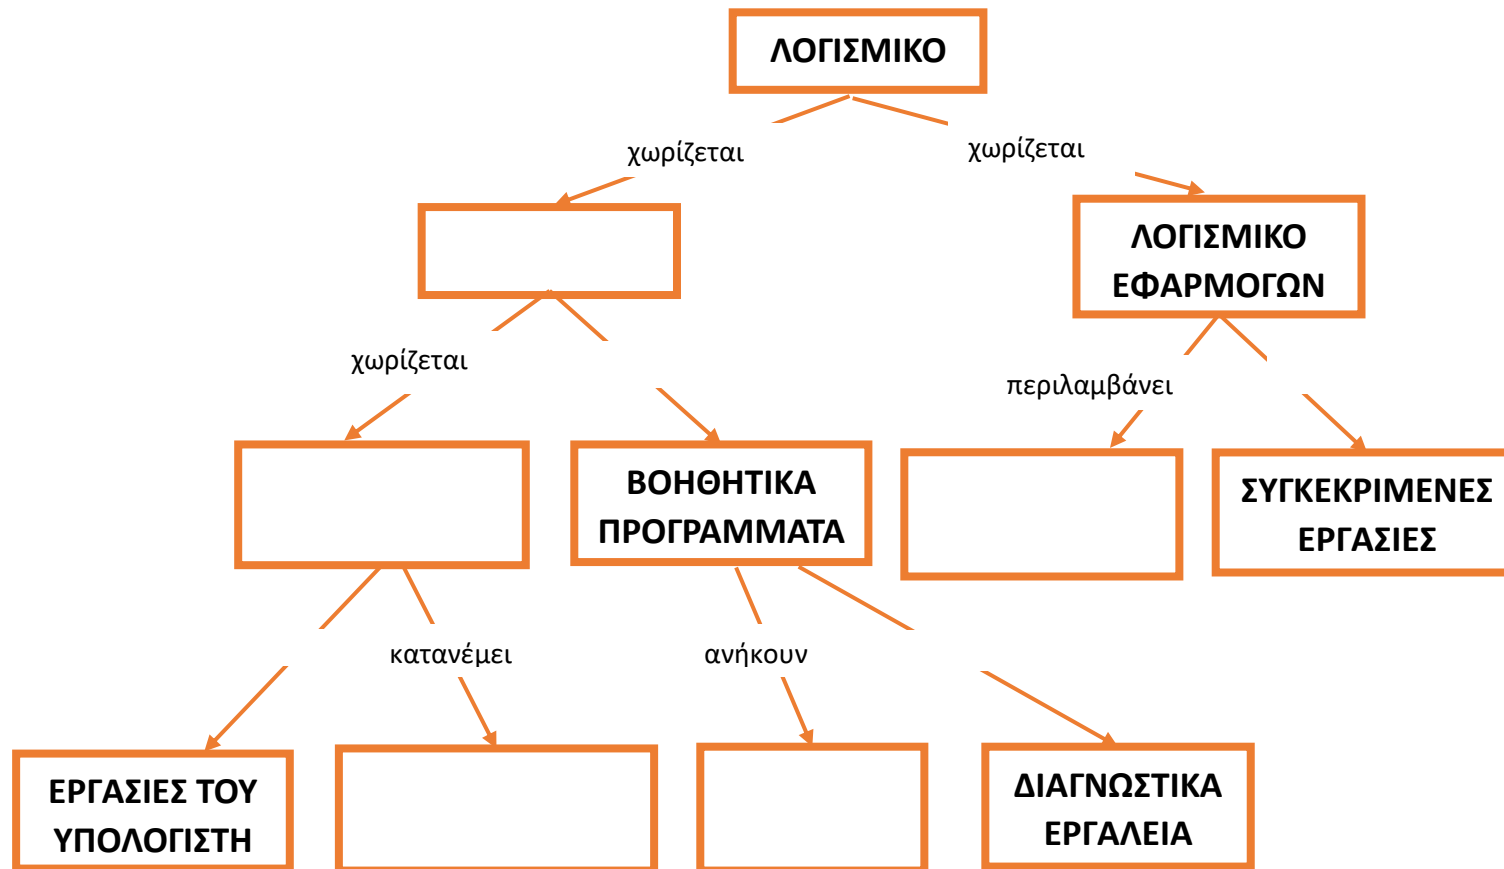 ΛΟΓΙΣΜΙΚΟ
χωρίζεται
χωρίζεται
ΛΟΓΙΣΜΙΚΟ
ΕΦΑΡΜΟΓΩΝ
χωρίζεται
περιλαμβάνει
ΒΟΗΘΗΤΙΚΑ
ΠΡΟΓΡΑΜΜΑΤΑ
ΣΥΓΚΕΚΡΙΜΕΝΕΣ
ΕΡΓΑΣΙΕΣ
κατανέμει
ανήκουν
ΕΡΓΑΣΙΕΣ ΤΟΥ
ΥΠΟΛΟΓΙΣΤΗ
ΔΙΑΓΝΩΣΤΙΚΑ
ΕΡΓΑΛΕΙΑ